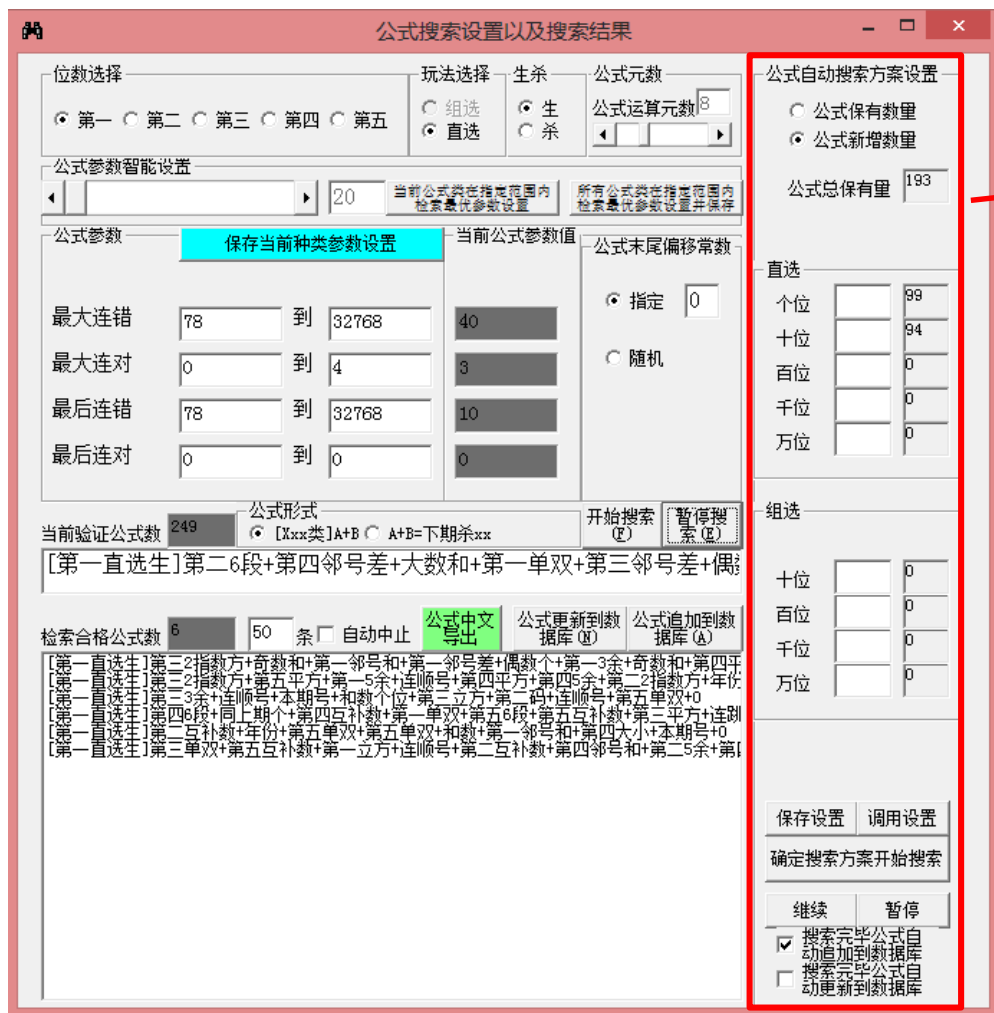 公式搜索设置以及搜索结果
位数选择
第一 第二 第三 第四 第五
玩法选择
组选
直选
生杀
生
杀
公式元数
公式运算元数 8
公式参数智能设置
20
当前公式类在指定范围内
检索最优参数设置
所有公式类在指定范围内
检索最优参数设置并保存
公式参数
保存当前种类参数设置
当前公式参数值
最大连错 78 到 32768 40
最大连对 0 到 4 3
最后连错 78 到 32768 10
最后连对 0 到 0 0
公式末尾偏移常数
指定 0
随机
当前验证公式数 249
公式形式
[Xxx类]A+B A+B=下期杀xx
开始搜索
(F)
暂停搜
索(E)
[第一直选生]第二6段+第四邻号差+大数和+第一单双+第三邻号差+偶
检索合格公式数 6 50 条 自动中止
公式中文
导出
公式更新到数
据库(N)
公式追加到数
据库(A)
[第一直选生]第三2指数方+奇数和+第一邻号和+第一邻号差+偶数个+第一3余+奇数和+第四平
[第一直选生]第三2指数方+第五平方+第一5余+连顺号+第四平方+第四5余+第二2指数方+年份
[第一直选生]第三3余+连顺号+本期号+和数个位+第三立方+第二码+连顺号+第五单双+0
[第一直选生]第四6段+同上期个+第四互补数+第一单双+第五6段+第五互补数+第三平方+连跳
[第一直选生]第二互补数+年份+第五单双+第五单双+和数+第一邻号和+第四大小+本期号+0
[第一直选生]第三单双+第五互补数+第一立方+连顺号+第二互补数+第四邻号和+第二5余+第
公式自动搜索方案设置
公式保有数量
公式新增数量
公式总保有量 193
直选
个位 99
十位 94
百位 0
千位 0
万位 0
组选
十位 0
百位 0
千位 0
万位 0
保存设置 调用设置
确定搜索方案开始搜索
继续 暂停
搜索完毕公式自
动追加到数据库
搜索完毕公式自
动更新到数据库